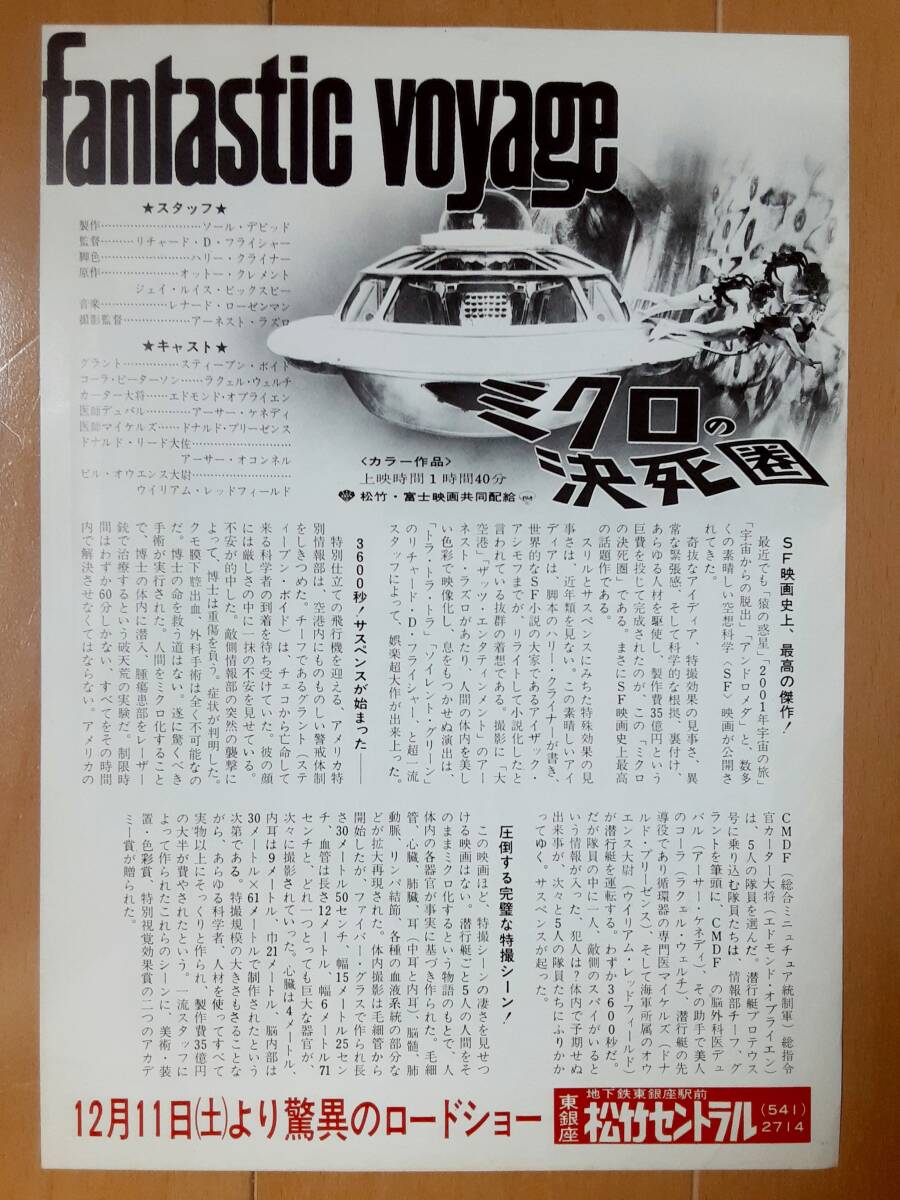 fantastic voyage
★スタッフ★
製作………………ソール・デビッド
監督………リチャード・D・フライシャー
脚色……………ハリー・クライナー
原作……………オットー・クレメント
ジェイ・ルイス・ビックスビー
音楽…………レナード・ローゼンマン
撮影監督……………アーネスト・ラズロ
★キャスト★
グラント…………スティーブン・ボイド
コーラ・ピーターソン……ラクェル・ウェルチ
カーター大将……エドモンド・オブライエン
医師デュバル………アーサー・ケネディ
医師マイケルズ……ドナルド・プリーゼンス
ドナルド・リード大佐……………
アーサー・オコンネル
ビル・オウエンス大尉……………
ウイリアム・レッドフィールド
ミクロの
決死圏
〈カラー作品〉
上映時間1時間40分
松竹・富士映画共同配給
SF映画史上、最高の傑作!
最近でも「猿の惑星」「2001年宇宙の旅」
「宇宙からの脱出」「アンドロメダ」と、数多
くの素晴しい空想科学〈SF〉映画が公開さ
れてきた。
奇抜なアイディア、特撮効果の見事さ、異
常な緊張感、そして科学的な根拠、裏付け、
あらゆる人材を駆使し、製作費35億円という
巨費を投じて完成されたのが、この「ミクロ
の決死圏」である。まさにSF映画史上最高
の話題作である。
スリルとサスペンスにみちた特殊効果の見
事さは、近年類を見ない。この素晴しいアイ
ディアは、脚本のハリー・クライナーが書き、
世界的なSF小説の大家であるアイザック・
アシモフまでが、リライトして小説化したと
言われている抜群の着想である。撮影に「大
空港」「ザッツ・エンタテインメント」のアー
ネスト・ラズロがあたり、人間の体内を美し
い色彩で映像化し、息をもつかせぬ演出は、
「トラ・トラ・トラ」「ソイレント・グリーン」
のリチャード・D・フライシャーと超一流
スタッフによって、娯楽超大作が出来上った。
3600秒!サスペンスが始まった――
特別仕立ての飛行機を迎える、アメリカ特
別情報部は、空港内にものものしい警戒体制
をしきつめた。チーフであるグラント(ステ
ィーブン・ボイド)は、チェコから亡命して
来る科学者の到着を待ち受けていた。彼の顔
には厳しさの中に一抹の不安を見せている。
不安が的中した。敵側情報部の突然の襲撃に
よって、博士は重傷を負う。症状が判明した。
クモ膜下腔出血、外科手術は全く不可能なの
だ。博士の命を救う道はない。遂に驚くべき
手術が実行された。人間をミクロ化すること
で、博士の体内に潜入、腫瘍患部をレーザー
銃で治療するという破天荒の実験だ。制限時
間はわずか60分しかない、すべてをその時間
内で解決させなくてはならない。アメリカの
CMDF(総合ミニュチュア統制軍)総指令
官カーター大将(エドモンド・オブライエン)
は、5人の隊員を選んだ。潜行艇プロテウス
号に乗り込む隊員たちは、情報部チーフ、グ
ラントを筆頭に、CMDFの脳外科医デュ
バル(アーサー・ケネディ)、その助手で美人
のコーラ(ラクェル・ウェルチ)、潜行艇の先
導役であり循環器の専門医マイケルズ(ドナ
ルド・プリーゼンス)、そして海軍所属のオウ
エンス大尉(ウイリアム・レッドフィールド)
が潜行艇を運転する。わずか3600秒だ。
だが隊員の中に一人、敵側のスパイがいると
いう情報が入った。犯人は?体内で予期せぬ
出来事が、次々と5人の隊員たちにふりかか
ってゆく、サスペンスが起った。
圧倒する完璧な特撮シーン!
この映画ほど、特撮シーンの凄さを見せつ
ける映画はない。潜行艇ごと5人の人間をそ
のままミクロ化するという物語のもとで、人
体内の各器官が事実に基づき作られた。毛細
管、心臓、肺臓、耳(中耳と内耳)、脳髄、肺
動脈、リンパ結節、各種の血液系統の部分な
どが拡大再現された。体内撮影は毛細管から
開始したが、ファイバー・グラスで作られ長
さ30メートル50センチ、幅15メートル25セン
チ、血管は長さ12メートル、幅6メートル71
センチと、どれ一つとっても巨大な器官が、
次々に撮影されていった。心臓は4メートル、
内耳は9メートル、巾21メートル、脳内部は
30メートル×61メートルで制作されたという
次第である。特撮規模の大きさもさることな
がら、あらゆる科学者、人材を使ってすべて
実物以上にそっくりと作られ、製作費35億円
の大半が費やされたという。一流スタッフに
よって作られたこれらのシーンに、美術・装
置・色彩賞、特別視覚効果賞の二つのアカデ
ミー賞が贈られた。
12月11日(土)より驚異のロードショー
東銀座
地下鉄東銀座駅前
松竹セントラル
(541)
2714